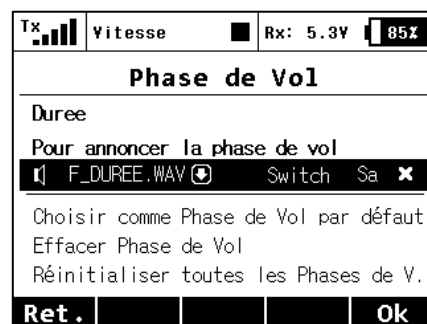 Tx Vitesse Rx: 5.3V 85%
Phase de Vol
Duree
Pour annoncer la phase de vol
F_DUREE.WAV Switch Sa
Choisir comme Phase de Vol par défaut
Effacer Phase de Vol
Réinitialiser toutes les Phases de V.
Ret. Ok